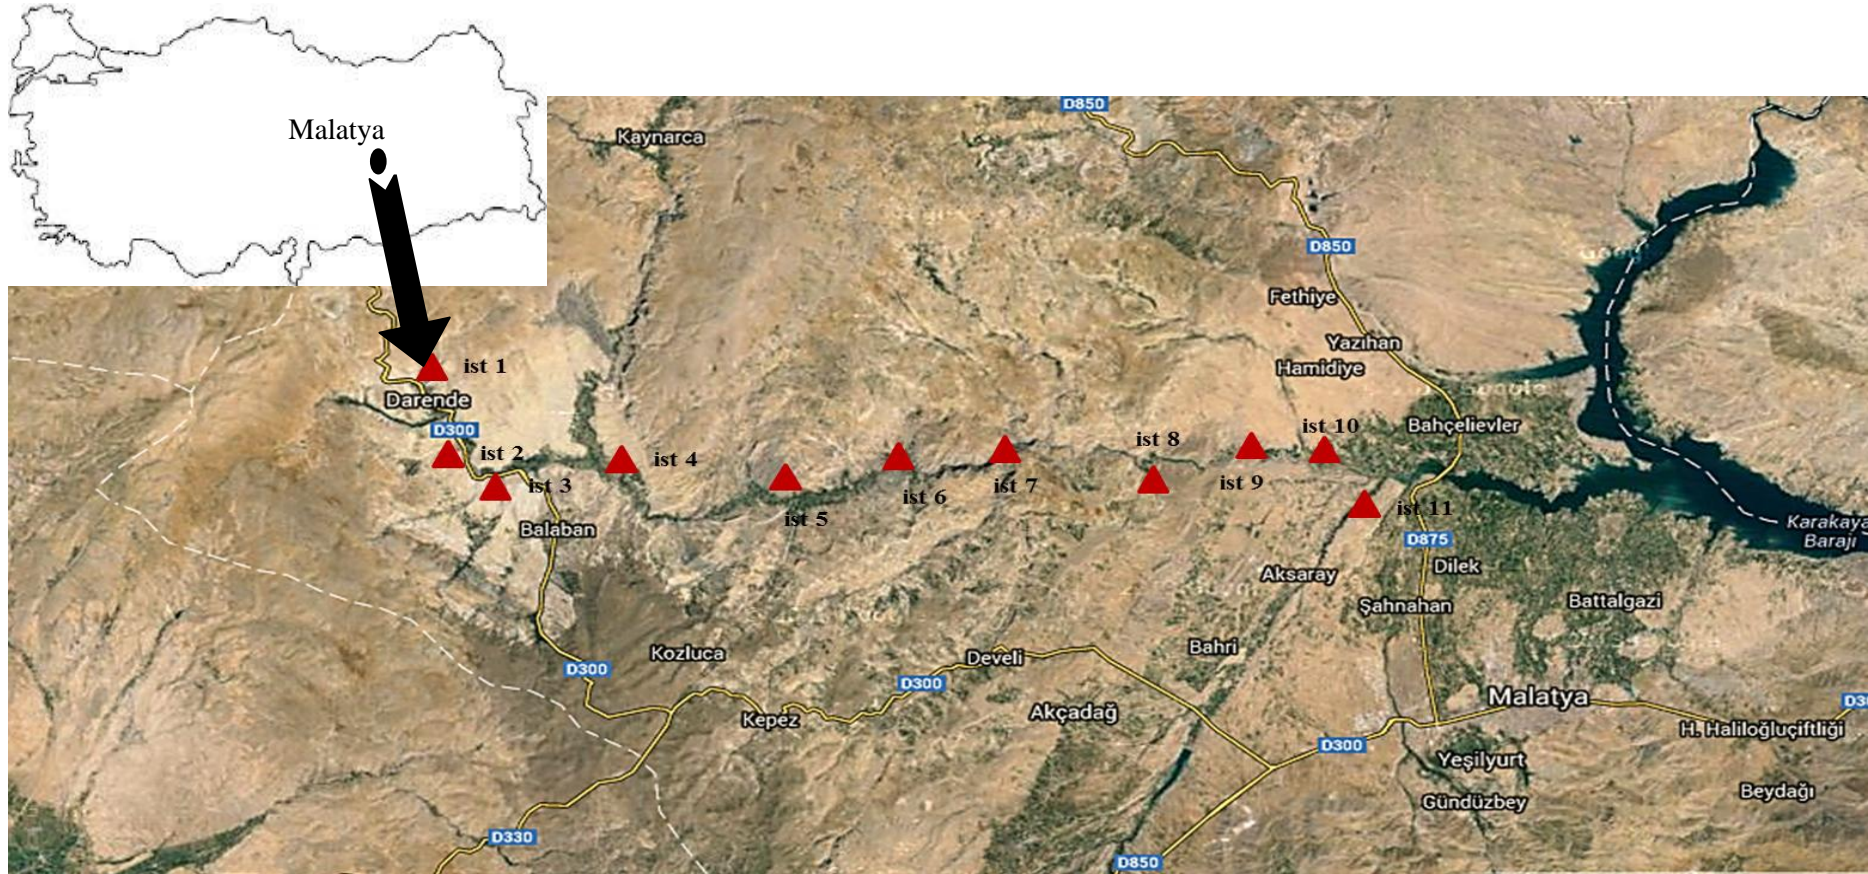 Malatya
D850
Kaynarca
D850
Fethiye
Yazıhan
Hamidiye
ist 1
Darende
D300
Bahçelievler
ist 10
ist 8
ist 2
ist 4
ist 9
ist 3
ist 6
ist 7
ist 5
ist 11
Karakaya
Barajı
Balaban
D875
Dilek
Aksaray
Şahnahan
Battalgazi
Bahri
Kozluca
Develi
D300
D300
Malatya
Akçadağ
Kepez
H. Haliloğluçiftliği
D300
Yeşilyurt
Beydağı
Gündüzbey
D330
D850